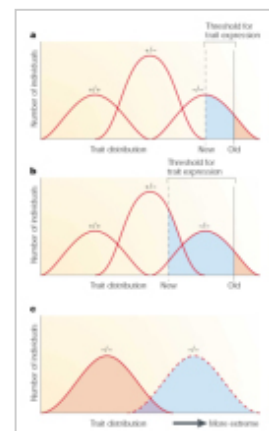 Threshold for
trait expression
a
Number of individuals
+/+
+/–
–/–
Trait distribution
New
Old
Threshold for
trait expression
b
Number of individuals
+/+
+/–
–/–
Trait distribution
New
Old
Number of individuals
–/–
–/–
Trait distribution
More extreme